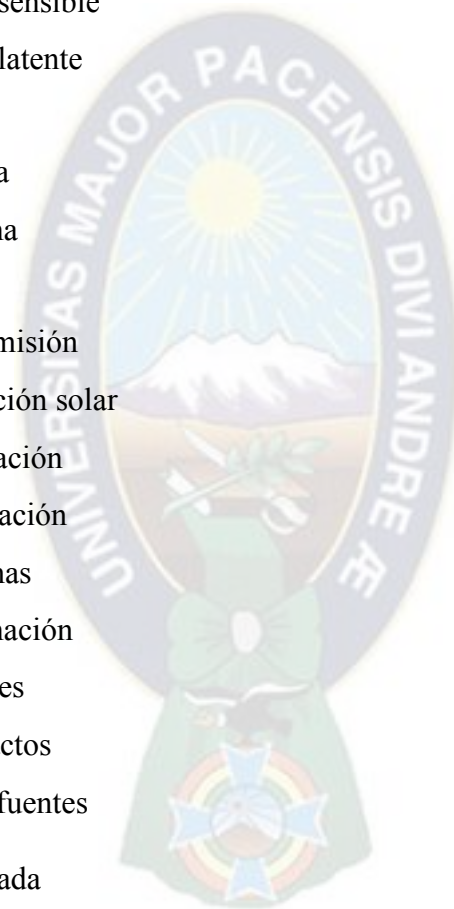 sensible
latente
a
na
misión
ción solar
ación
ación
nas
nación
es
ctos
fuentes
ada
UNIVERSITAS MAJOR PACENSIS DIVI ANDRE Æ